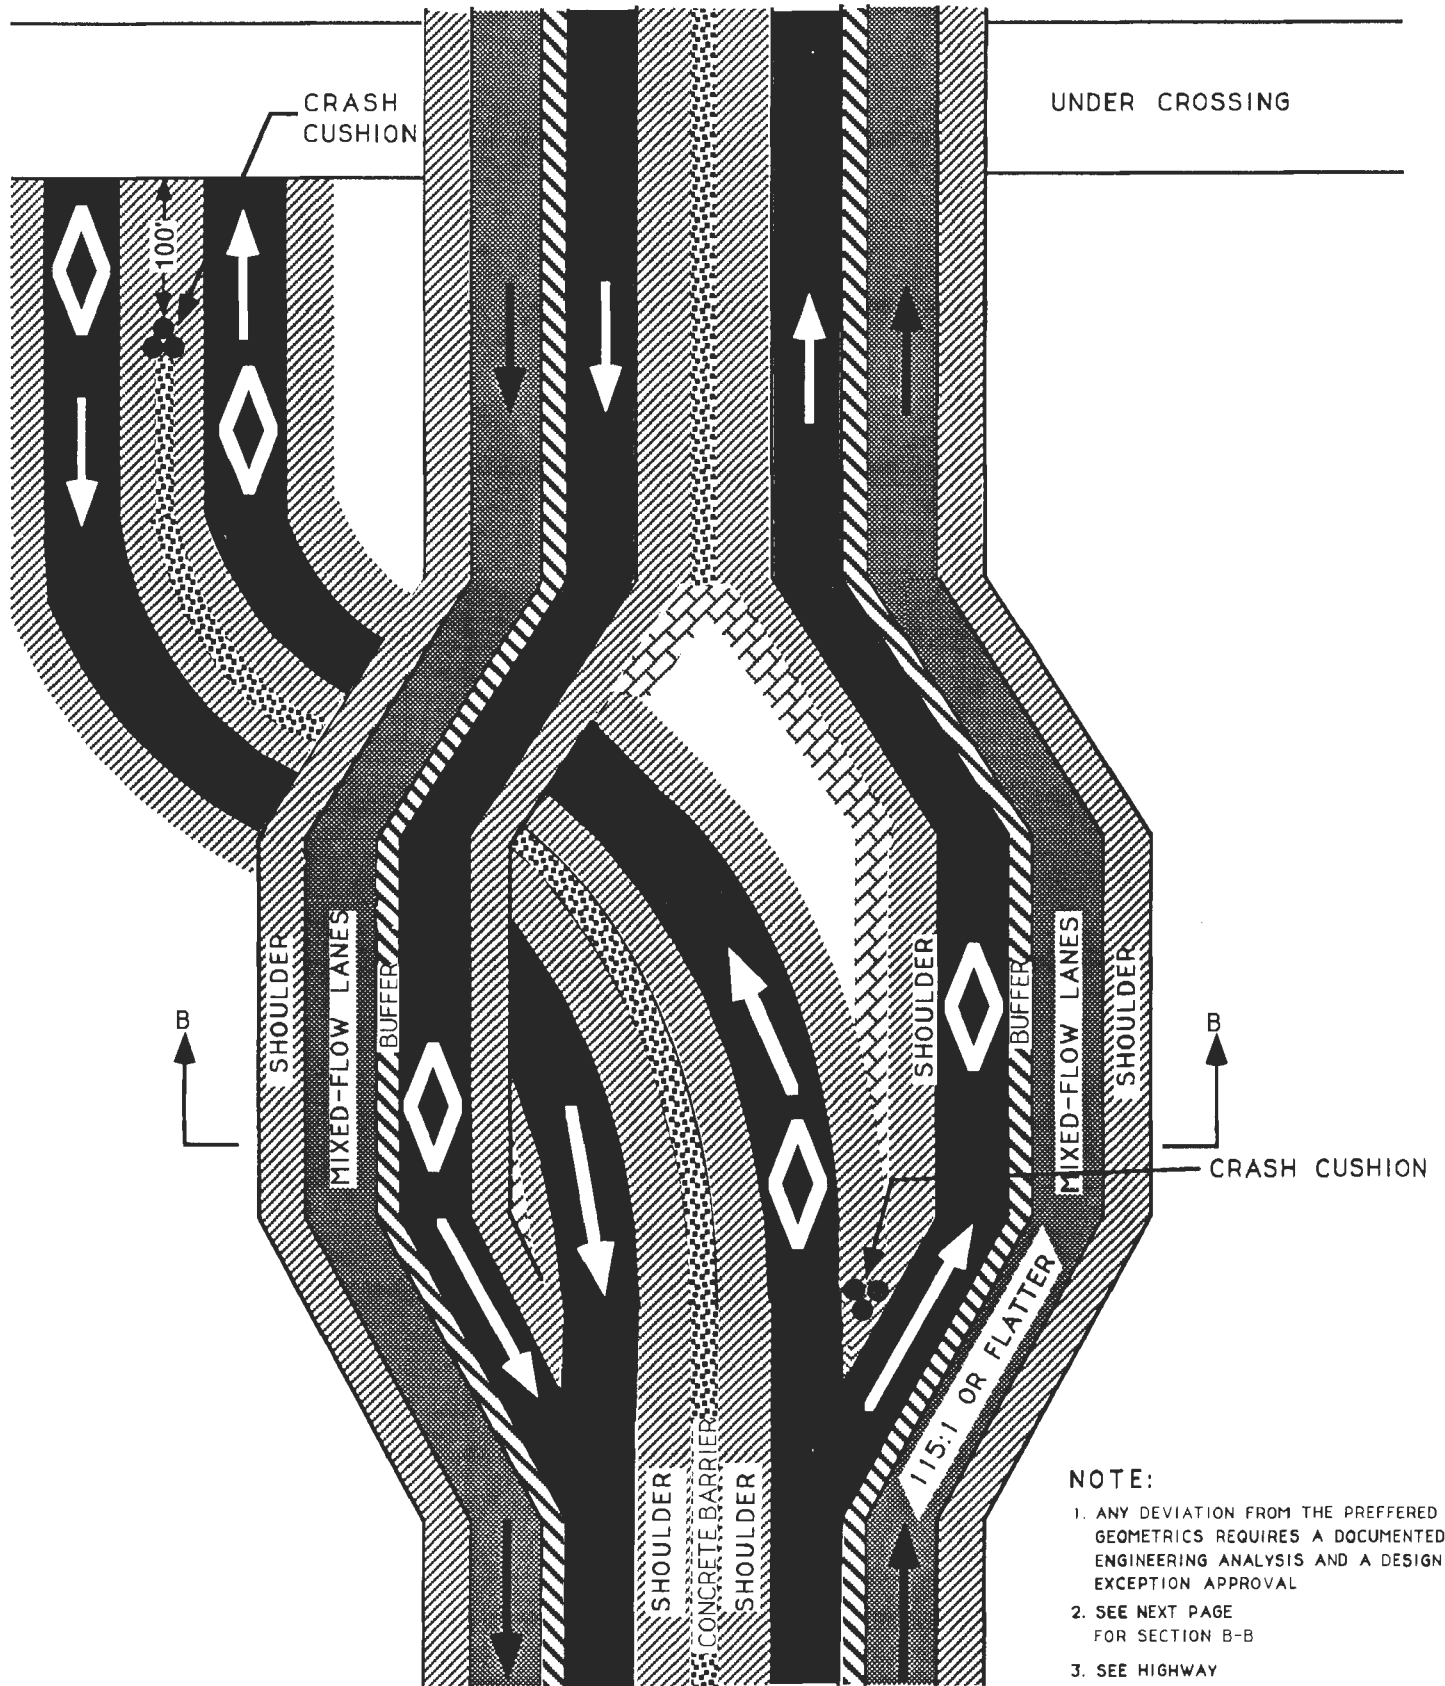 CRASH
CUSHION
UNDER CROSSING
100'
SHOULDER
MIXED-FLOW LANES
BUFFER
SHOULDER
BUFFER
MIXED-FLOW LANES
SHOULDER
B
B
CRASH CUSHION
115:1 OR FLATTER
SHOULDER
CONCRETE BARRIER
SHOULDER
NOTE:
1. ANY DEVIATION FROM THE PREFFERED
GEOMETRICS REQUIRES A DOCUMENTED
ENGINEERING ANALYSIS AND A DESIGN
EXCEPTION APPROVAL
2. SEE NEXT PAGE
FOR SECTION B-B
3. SEE HIGHWAY